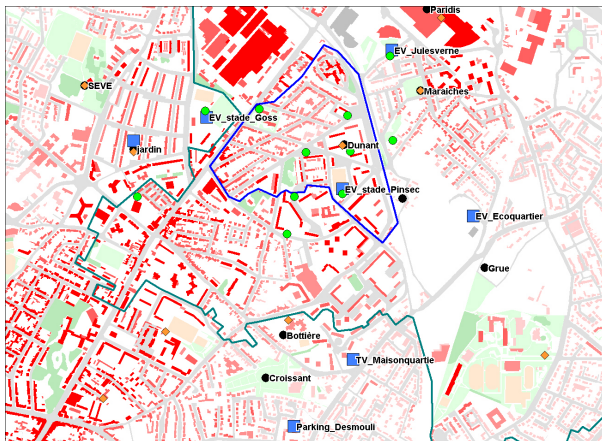 Paridis
EV_Julesverne
SEVE
Maraiches
EV_stade_Goss
jardin
Dunant
EV_stade_Pinsec
EV_Ecoquartier
Grue
Bottière
TV_Maisonquartie
Croissant
Parking_Desmouli